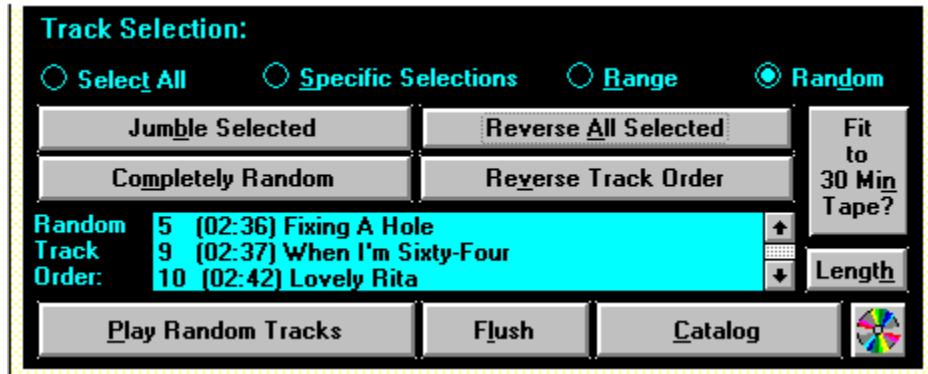 Track Selection:
Select All
Specific Selections
Range
Random
Jumble Selected
Reverse All Selected
Fit
to
30 Min
Tape?
Completely Random
Reverse Track Order
Random
Track
Order:
5 (02:36) Fixing A Hole
9 (02:37) When I'm Sixty-Four
10 (02:42) Lovely Rita
Length
Play Random Tracks
Flush
Catalog